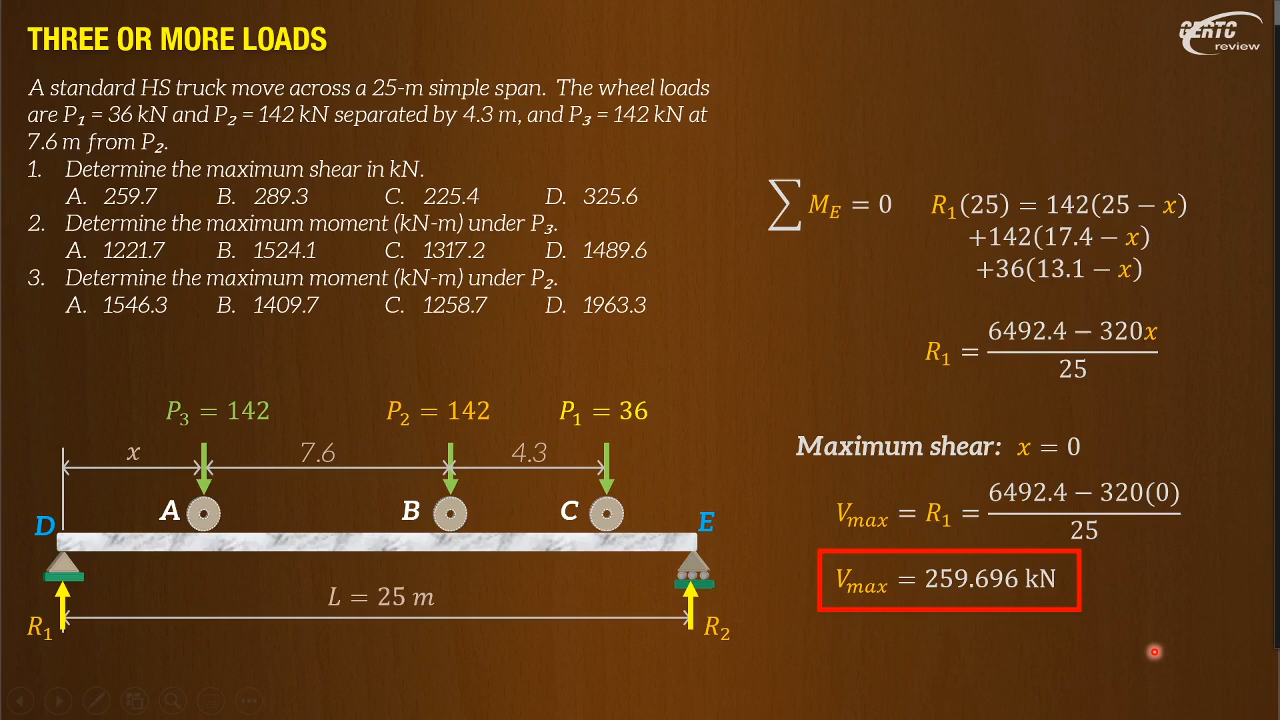 THREE OR MORE LOADS
GERTC
review
A standard HS truck move across a 25-m simple span. The wheel loads
are P₁ = 36 kN and P₂ = 142 kN separated by 4.3 m, and P₃ = 142 kN at
7.6 m from P₂.
1. Determine the maximum shear in kN.
A. 259.7 B. 289.3 C. 225.4 D. 325.6
2. Determine the maximum moment (kN-m) under P₃.
A. 1221.7 B. 1524.1 C. 1317.2 D. 1489.6
3. Determine the maximum moment (kN-m) under P₂.
A. 1546.3 B. 1409.7 C. 1258.7 D. 1963.3
P₃ = 142 P₂ = 142 P₁ = 36
x 7.6 4.3
A B C
D E
L = 25 m
R₁ R₂
∑ M_E = 0 R₁(25) = 142(25 − x)
+142(17.4 − x)
+36(13.1 − x)
R₁ = (6492.4 − 320x)/25
Maximum shear: x = 0
V_max = R₁ = (6492.4 − 320(0))/25
V_max = 259.696 kN